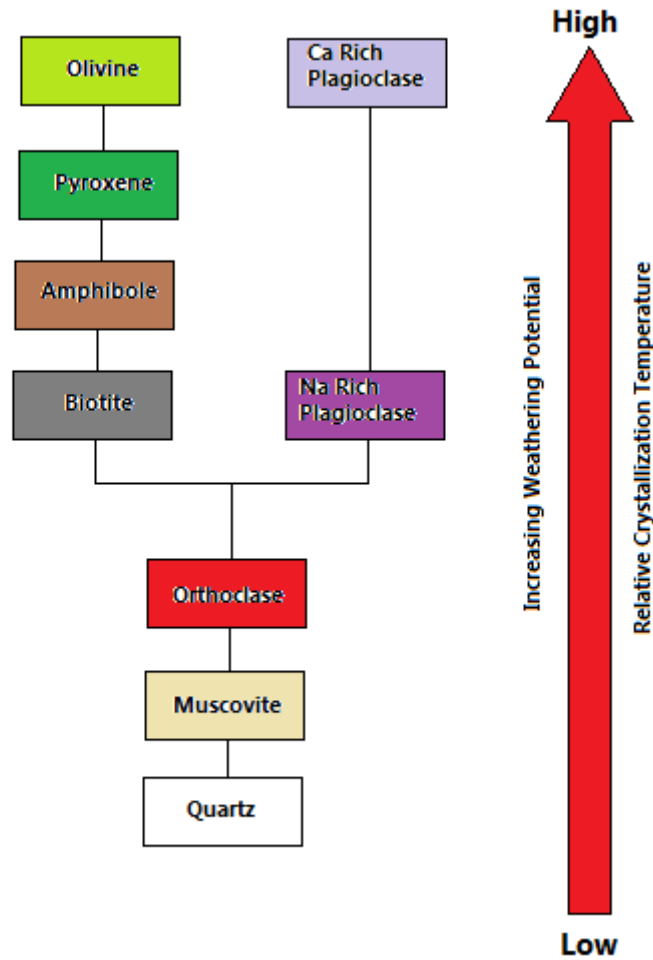 High
Olivine
Ca Rich
Plagioclase
Pyroxene
Amphibole
Biotite
Na Rich
Plagioclase
Increasing Weathering Potential
Relative Crystallization Temperature
Orthoclase
Muscovite
Quartz
Low